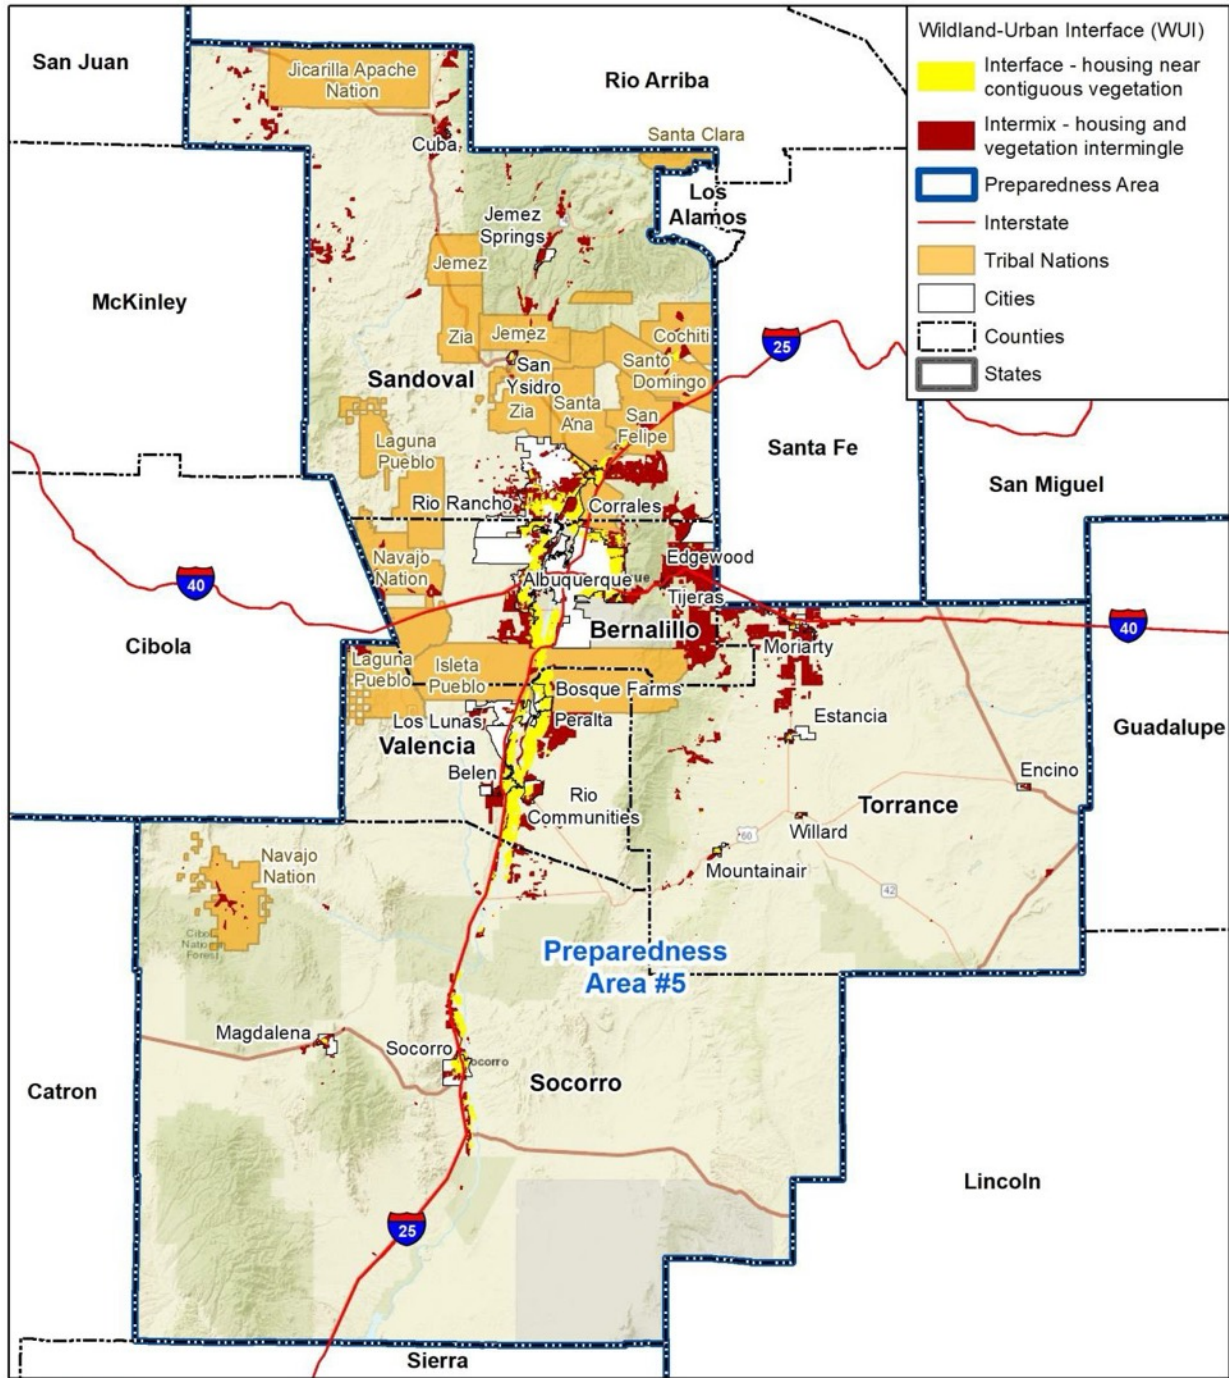 San Juan
Rio Arriba
Wildland-Urban Interface (WUI)
Interface - housing near
contiguous vegetation
Intermix - housing and
vegetation intermingle
Preparedness Area
Interstate
Tribal Nations
Cities
Counties
States
Jicarilla Apache
Nation
Cuba
Santa Clara
Los
Alamos
Jemez
Springs
Jemez
McKinley
Zia
Jemez
Cochiti
25
San
Ysidro
Santo
Domingo
Sandoval
Zia
Santa
Ana
San
Felipe
Laguna
Pueblo
Santa Fe
San Miguel
Rio Rancho
Corrales
Navajo
Nation
Edgewood
40
Albuquerque
Tijeras
Bernalillo
40
Cibola
Moriarty
Laguna
Pueblo
Isleta
Pueblo
Bosque Farms
Los Lunas
Peralta
Estancia
Guadalupe
Valencia
Belen
Encino
Rio
Communities
Torrance
Willard
60
Mountainair
Navajo
Nation
42
Cibola
National
Forest
Preparedness
Area #5
Magdalena
Socorro
ocorro
Socorro
Catron
Lincoln
25
Sierra